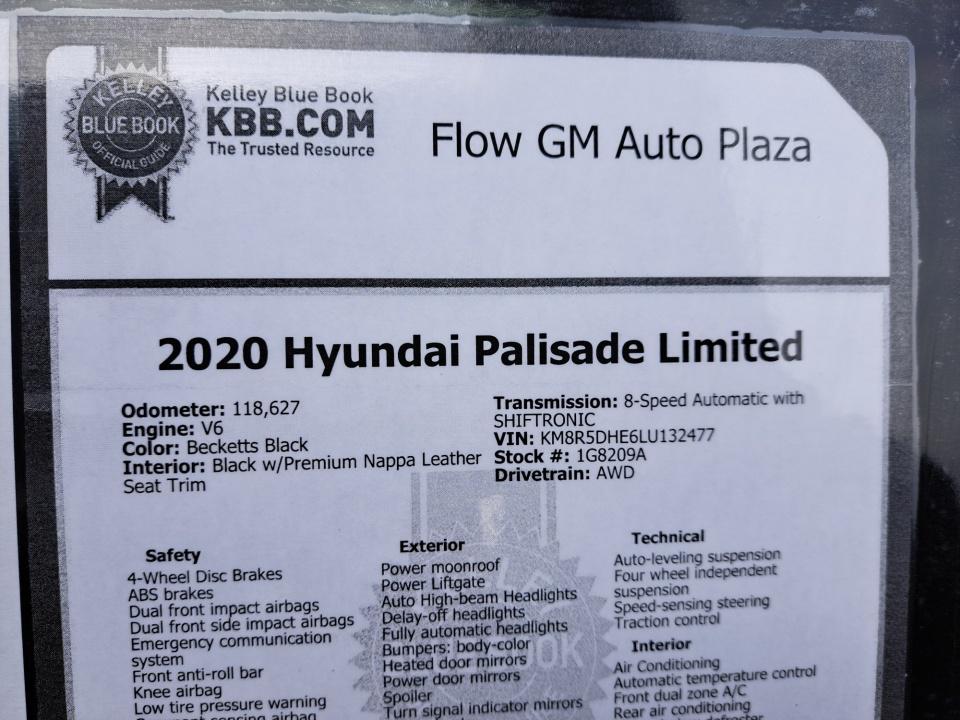 KELLEY
BLUE BOOK
OFFICIAL GUIDE
Kelley Blue Book
KBB.COM
The Trusted Resource
Flow GM Auto Plaza
2020 Hyundai Palisade Limited
Odometer: 118,627
Engine: V6
Color: Becketts Black
Interior: Black w/Premium Nappa Leather
Seat Trim
Transmission: 8-Speed Automatic with
SHIFTRONIC
VIN: KM8R5DHE6LU132477
Stock #: 1G8209A
Drivetrain: AWD
Safety
4-Wheel Disc Brakes
ABS brakes
Dual front impact airbags
Dual front side impact airbags
Emergency communication
system
Front anti-roll bar
Knee airbag
Low tire pressure warning
Exterior
Power moonroof
Power Liftgate
Auto High-beam Headlights
Delay-off headlights
Fully automatic headlights
Bumpers: body-color
Heated door mirrors
Power door mirrors
Spoiler
Turn signal indicator mirrors
Technical
Auto-leveling suspension
Four wheel independent
suspension
Speed-sensing steering
Traction control
Interior
Air Conditioning
Automatic temperature control
Front dual zone A/C
Rear air conditioning